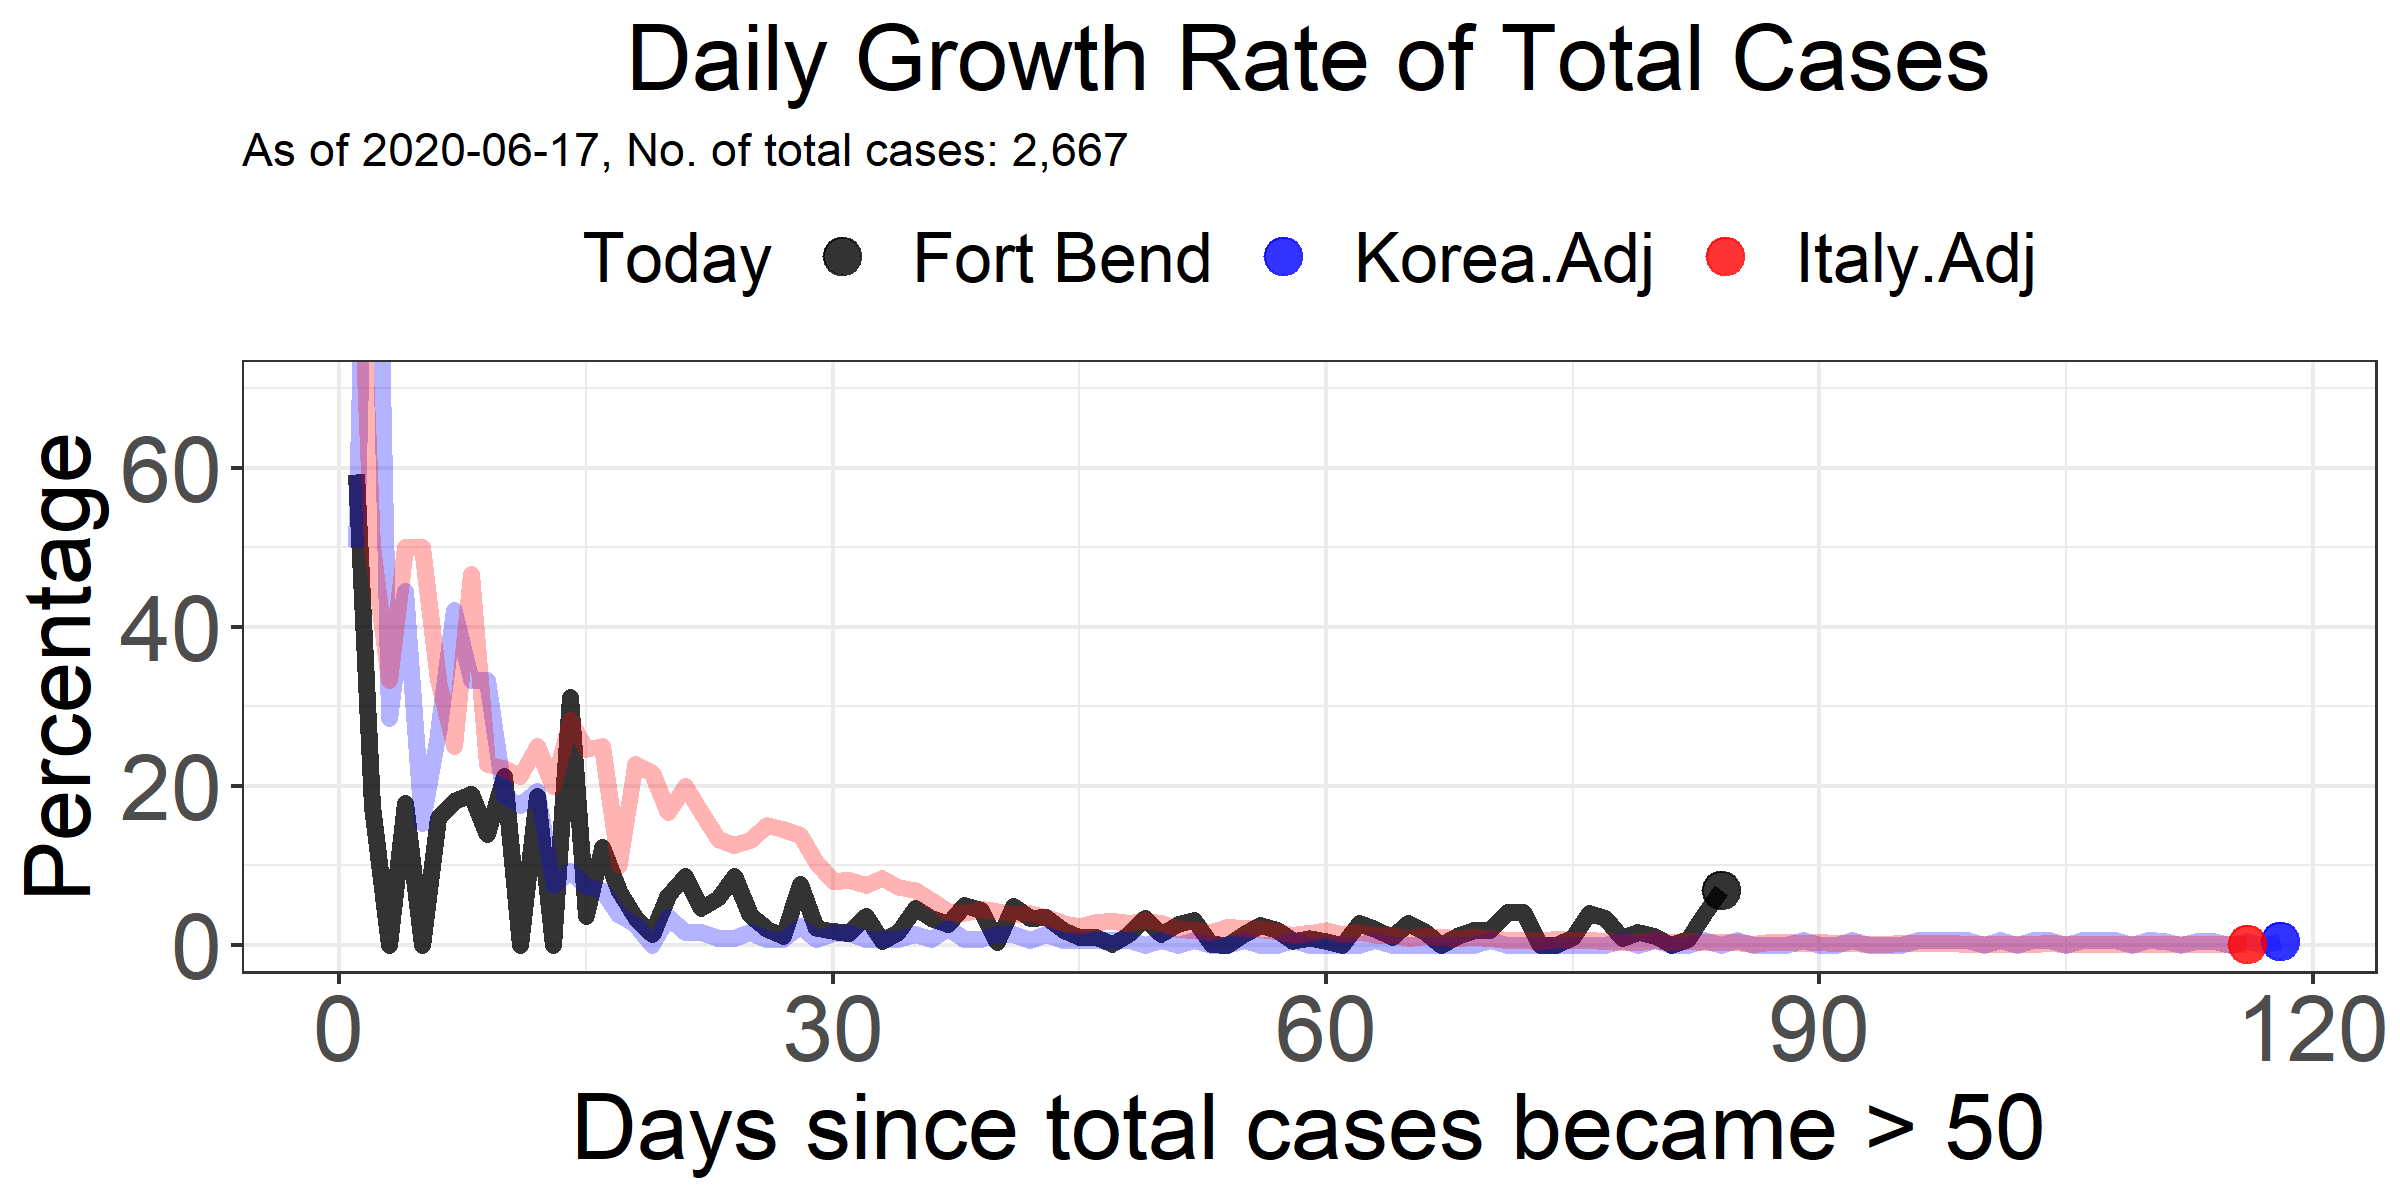 Daily Growth Rate of Total Cases
As of 2020-06-17, No. of total cases: 2,667
Today Fort Bend Korea.Adj Italy.Adj
Percentage
60
40
20
0
0 30 60 90 120
Days since total cases became > 50